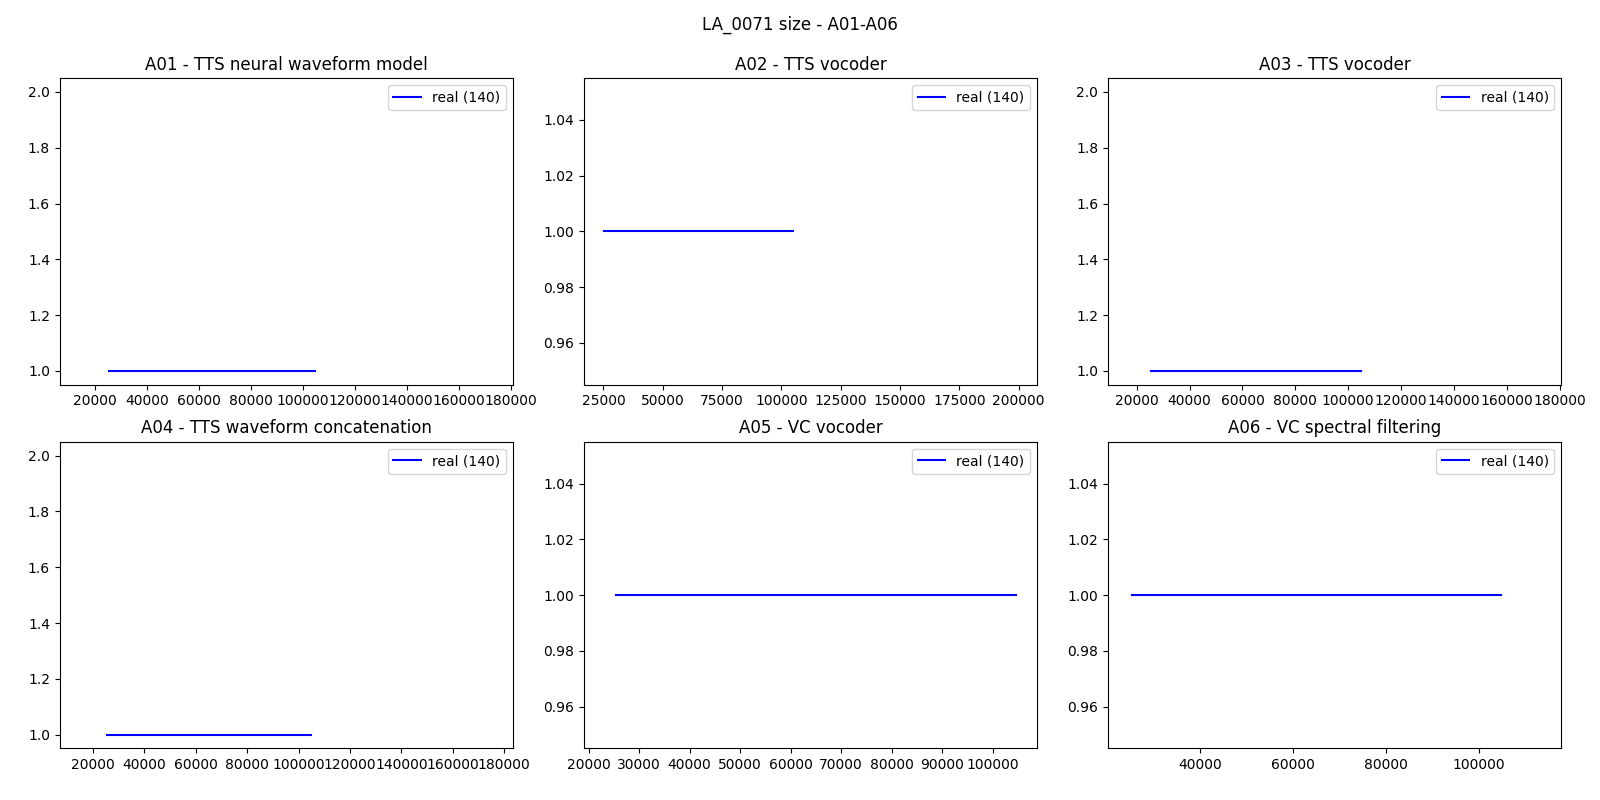 LA_0071 size - A01-A06
A01 - TTS neural waveform model
real (140)
2.0
1.8
1.6
1.4
1.2
1.0
20000 40000 60000 80000 100000 120000 140000 160000 180000
A02 - TTS vocoder
real (140)
1.04
1.02
1.00
0.98
0.96
25000 50000 75000 100000 125000 150000 175000 200000
A03 - TTS vocoder
real (140)
2.0
1.8
1.6
1.4
1.2
1.0
20000 40000 60000 80000 100000 120000 140000 160000 180000
A04 - TTS waveform concatenation
real (140)
2.0
1.8
1.6
1.4
1.2
1.0
20000 40000 60000 80000 100000 120000 140000 160000 180000
A05 - VC vocoder
real (140)
1.04
1.02
1.00
0.98
0.96
20000 30000 40000 50000 60000 70000 80000 90000 100000
A06 - VC spectral filtering
real (140)
1.04
1.02
1.00
0.98
0.96
40000 60000 80000 100000